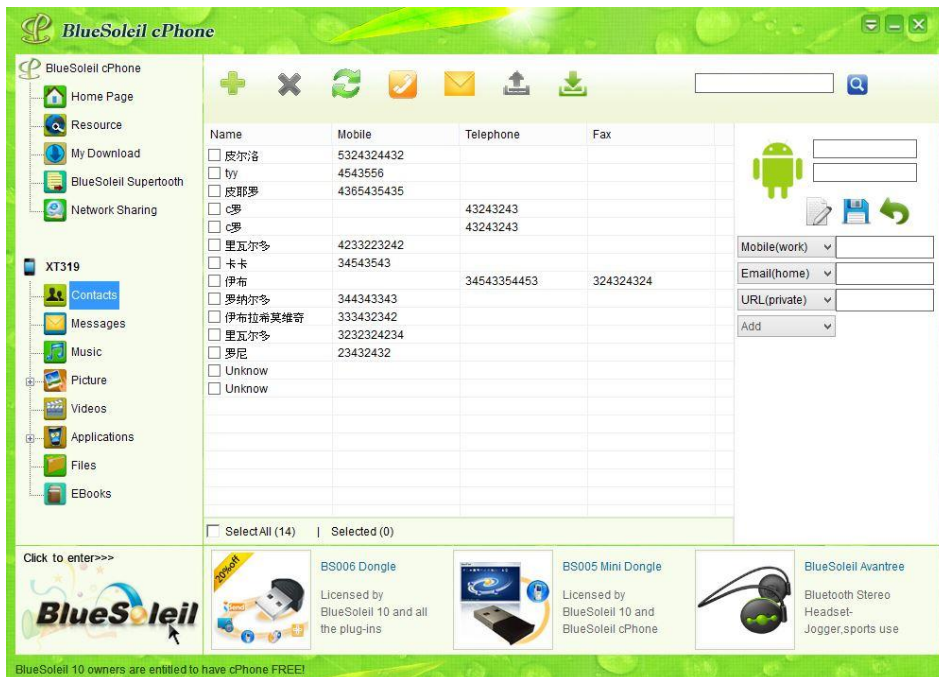 BlueSoleil cPhone
BlueSoleil cPhone
Home Page
Resource
My Download
BlueSoleil Supertooth
Network Sharing
XT319
Contacts
Messages
Music
Picture
Videos
Applications
Files
EBooks
Name Mobile Telephone Fax
皮尔洛 5324324432
tyy 4543556
皮耶罗 4365435435
c罗 43243243
c罗 43243243
里瓦尔多 4233223242
卡卡 34543543
伊布 34543354453 324324324
罗纳尔多 344343343
伊布拉希莫维奇 333432342
里瓦尔多 3232324234
罗尼 23432432
Unknow
Unknow
Select All (14) | Selected (0)
Mobile(work)
Email(home)
URL(private)
Add
Click to enter>>>
BlueSoleil
20%off
BS006 Dongle
Licensed by
BlueSoleil 10 and all
the plug-ins
BS005 Mini Dongle
Licensed by
BlueSoleil 10 and
BlueSoleil cPhone
BlueSoleil Avantree
Bluetooth Stereo
Headset-
Jogger,sports use
BlueSoleil 10 owners are entitled to have cPhone FREE!